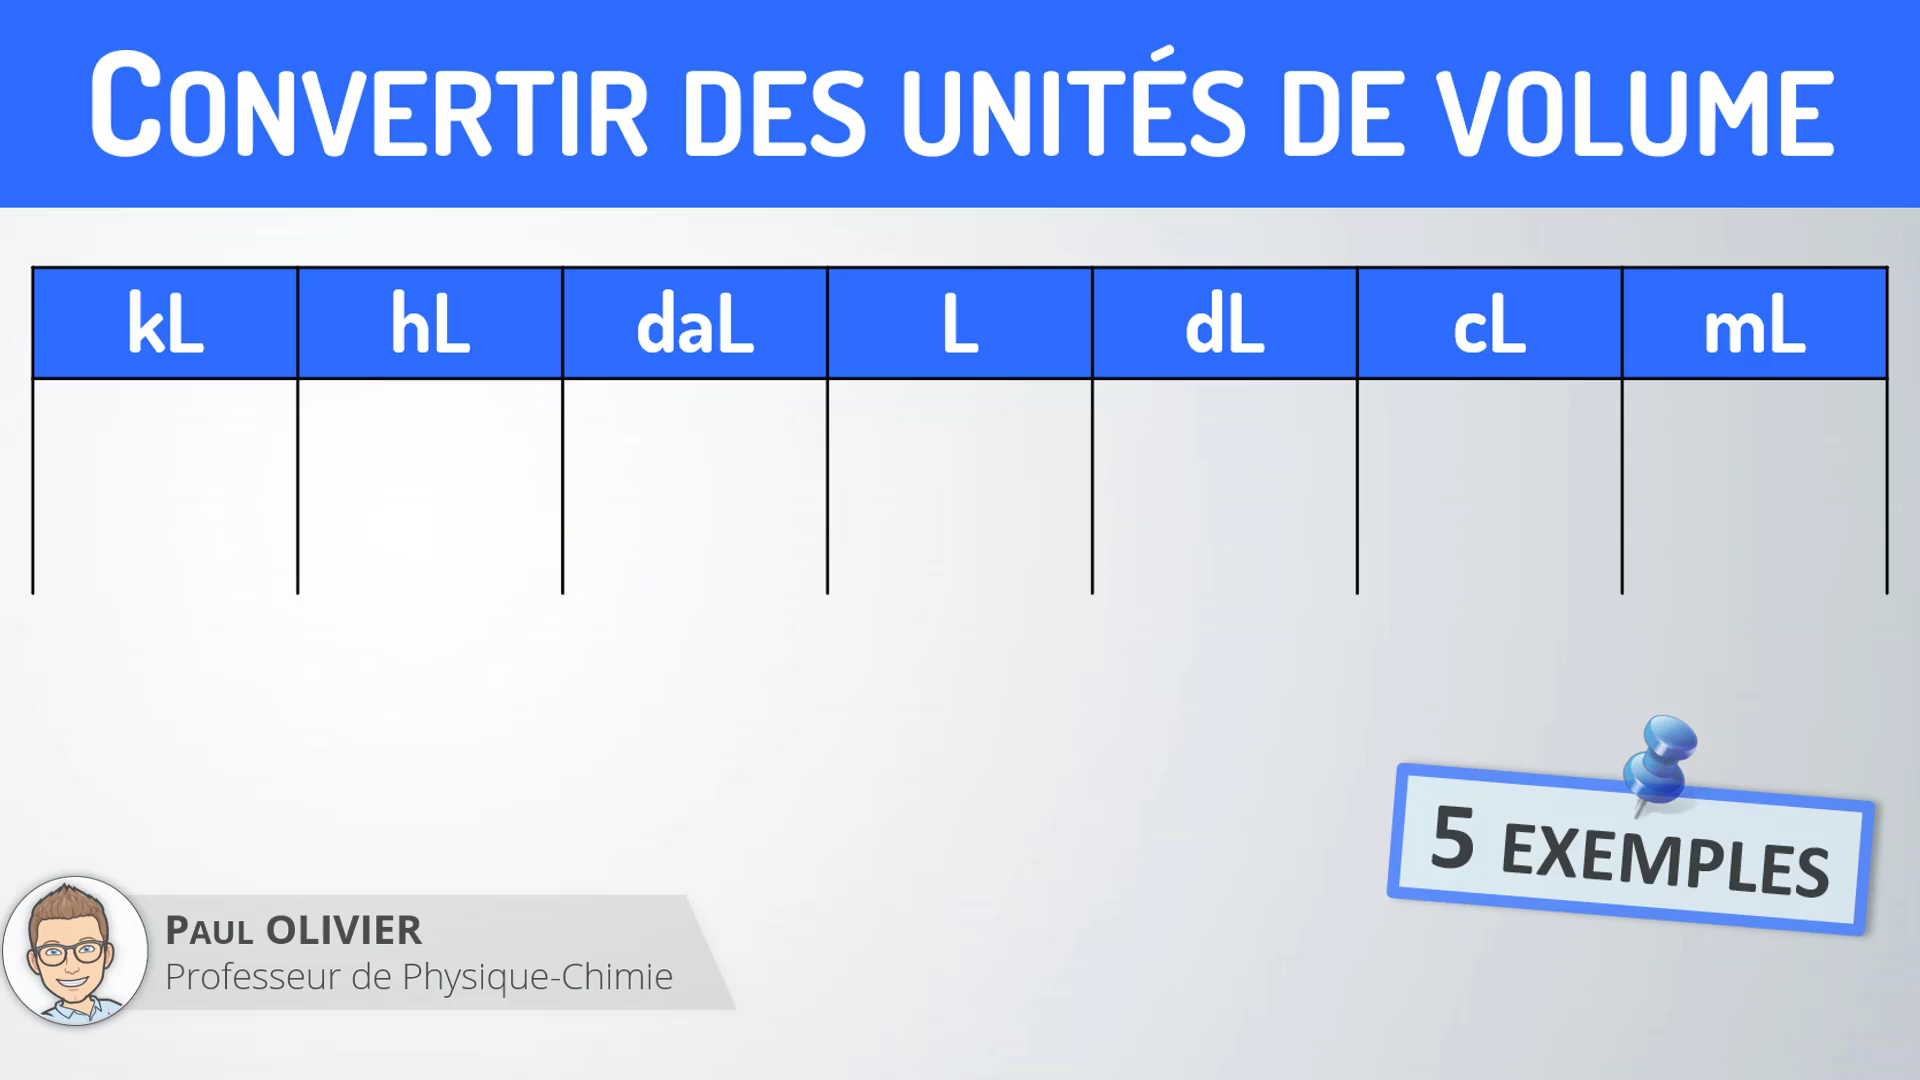 CONVERTIR DES UNITÉS DE VOLUME
kL hL daL L dL cL mL
5 EXEMPLES
PAUL OLIVIER
Professeur de Physique-Chimie